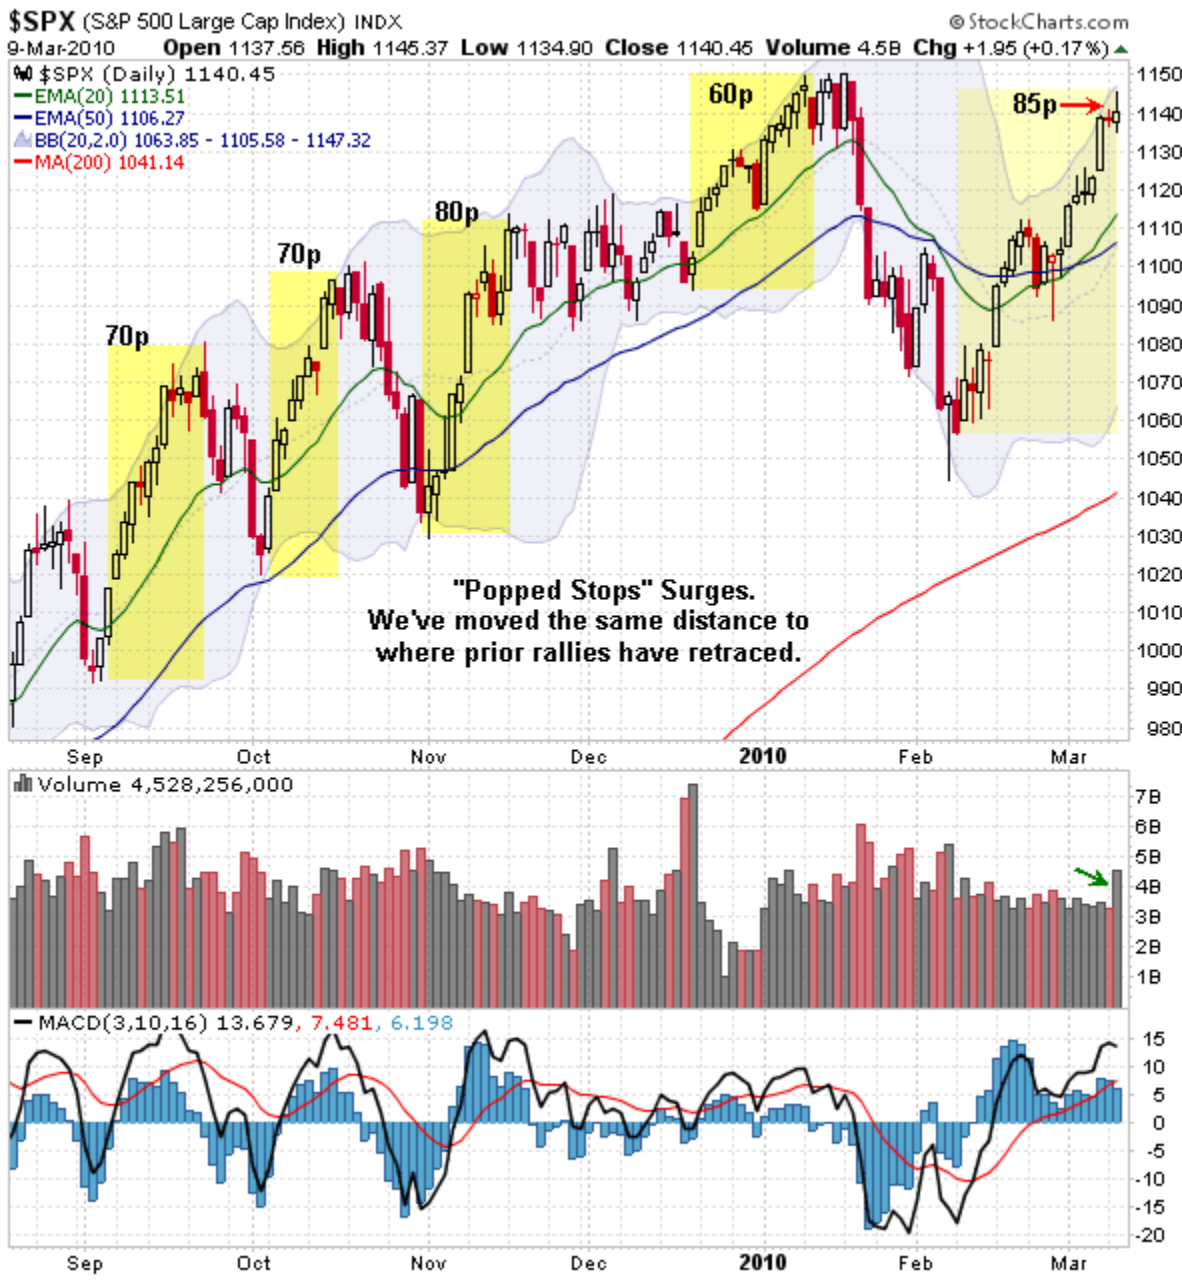 $SPX (S&P 500 Large Cap Index) INDX © StockCharts.com
9-Mar-2010 Open 1137.56 High 1145.37 Low 1134.90 Close 1140.45 Volume 4.5B Chg +1.95 (+0.17%)
$SPX (Daily) 1140.45
EMA(20) 1113.51
EMA(50) 1106.27
BB(20,2.0) 1063.85 - 1105.58 - 1147.32
MA(200) 1041.14
70p
70p
80p
60p
85p
"Popped Stops" Surges.
We've moved the same distance to
where prior rallies have retraced.
1150
1140
1130
1120
1110
1100
1090
1080
1070
1060
1050
1040
1030
1020
1010
1000
990
980
Sep Oct Nov Dec 2010 Feb Mar
Volume 4,528,256,000
7B
6B
5B
4B
3B
2B
1B
MACD(3,10,16) 13.679, 7.481, 6.198
15
10
5
0
-5
-10
-15
-20
Sep Oct Nov Dec 2010 Feb Mar